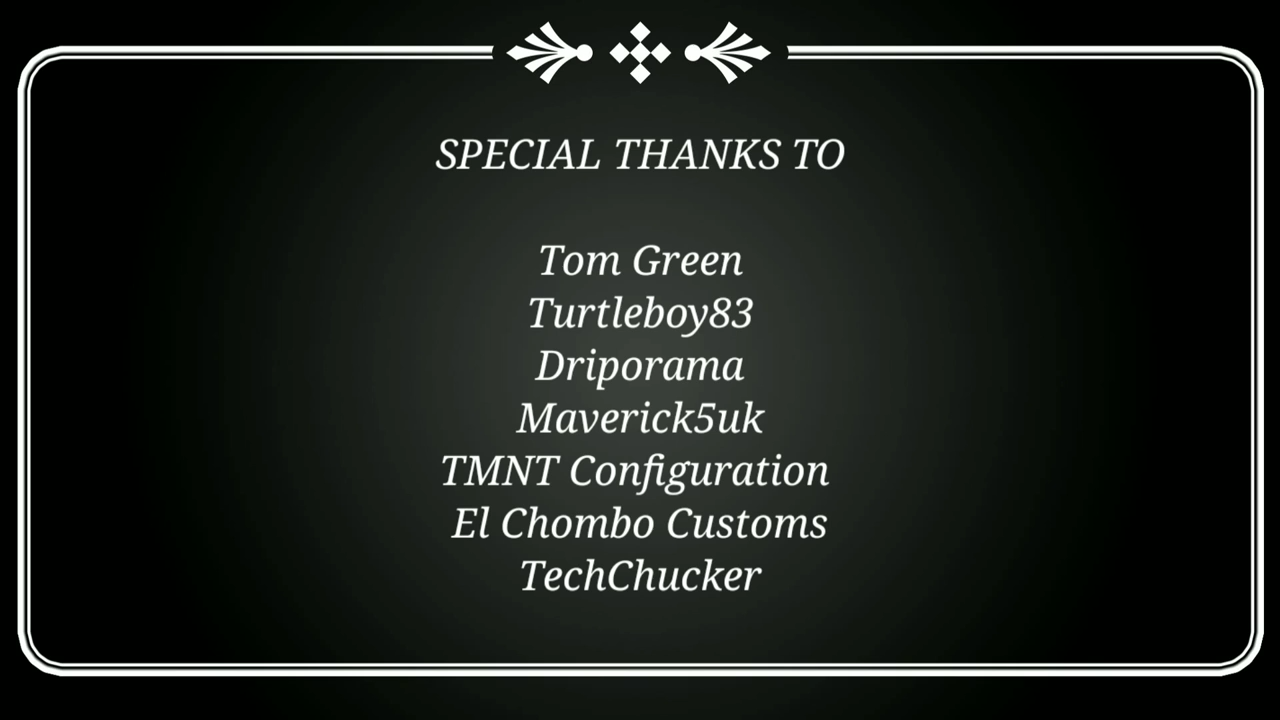 SPECIAL THANKS TO
Tom Green
Turtleboy83
Driporama
Maverick5uk
TMNT Configuration
El Chombo Customs
TechChucker